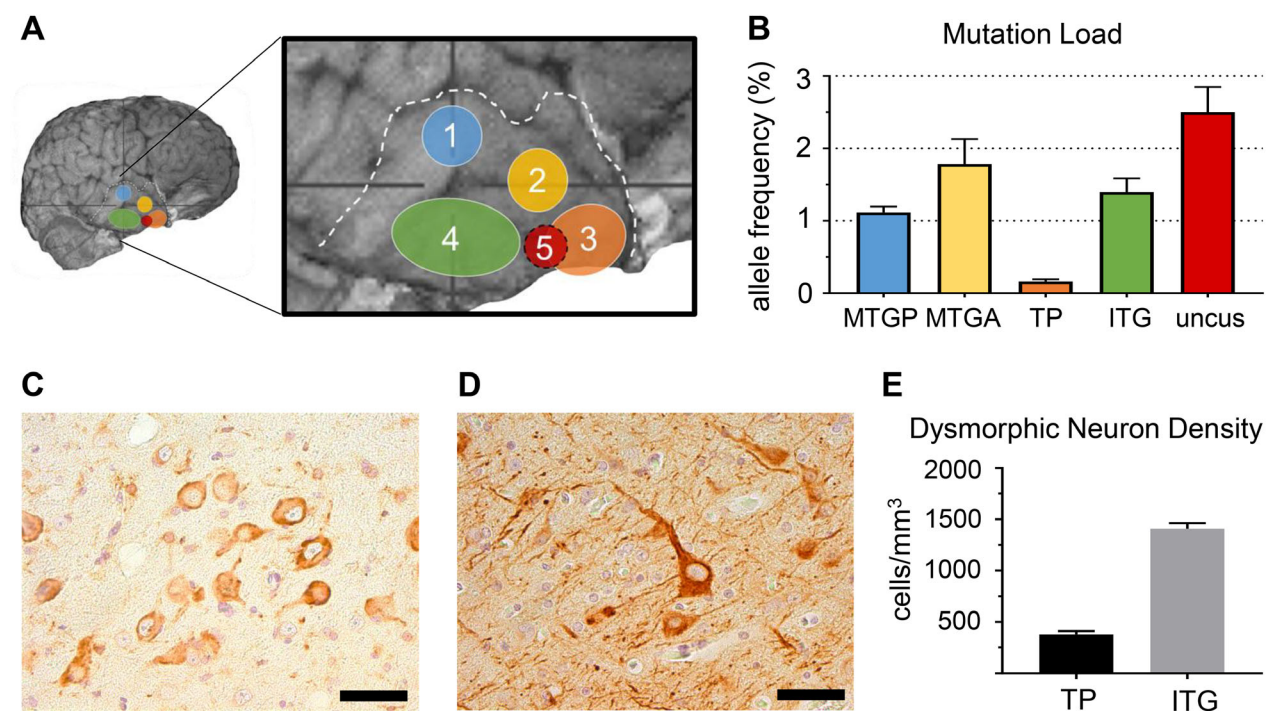 A
1
2
3
4
5
B
Mutation Load
allele frequency (%)
3
2
1
0
MTGP MTGA TP ITG uncus
C
D
E
Dysmorphic Neuron Density
cells/mm³
2000
1500
1000
500
TP ITG